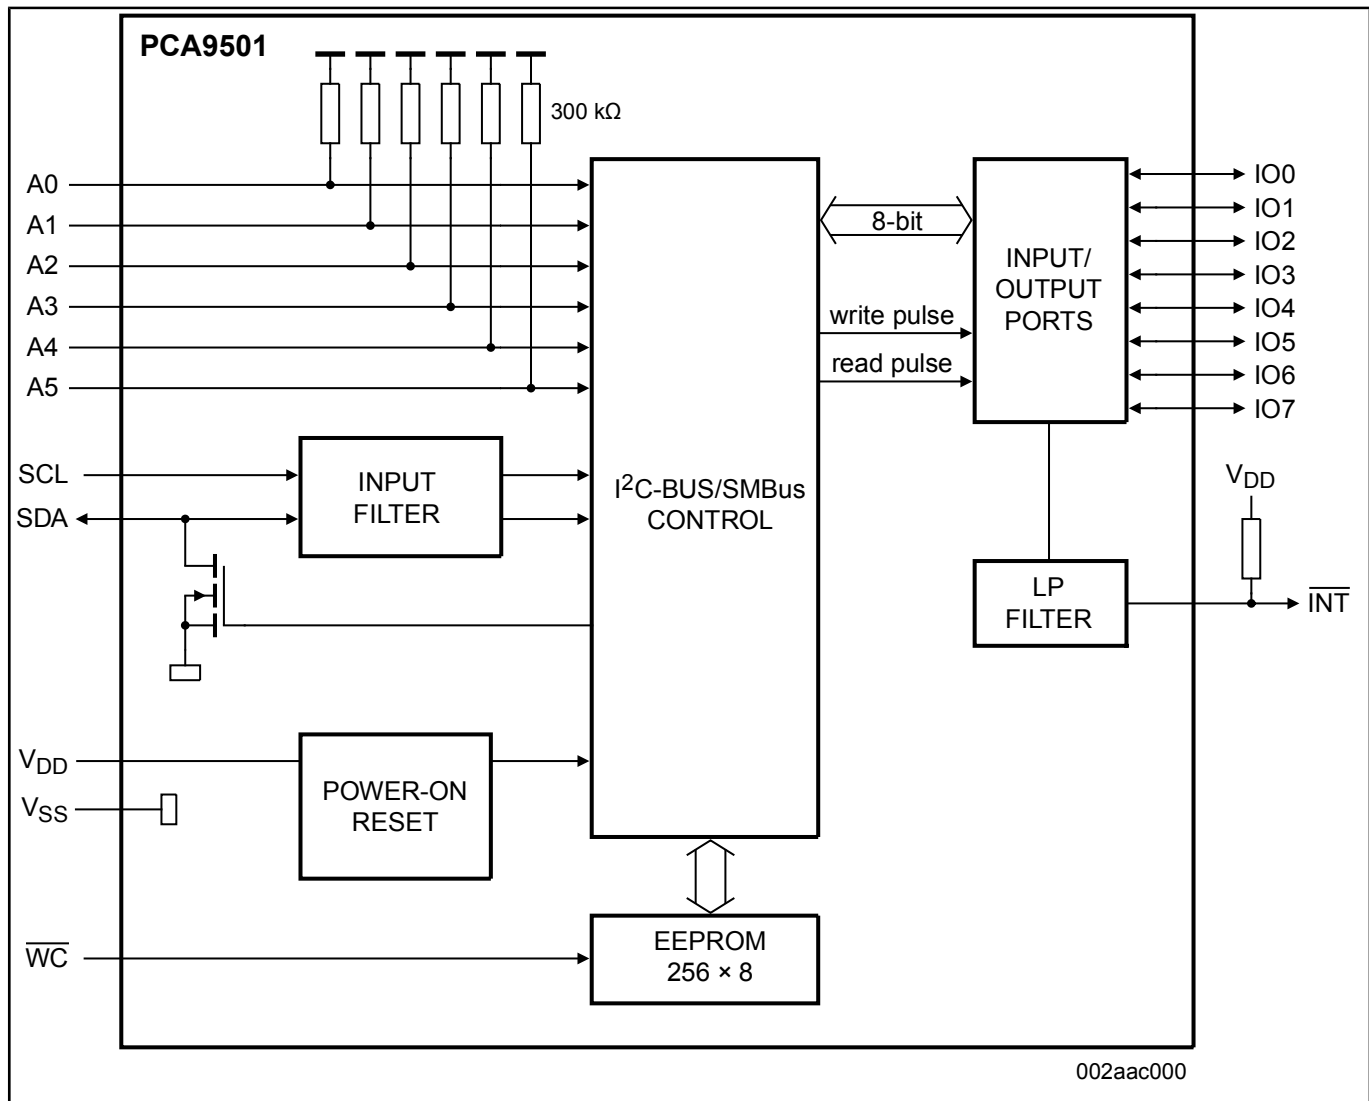 PCA9501
300 kΩ
A0
A1
A2
A3
A4
A5
SCL
SDA
VDD
VSS
WC
INPUT
FILTER
POWER-ON
RESET
I2C-BUS/SMBus
CONTROL
EEPROM
256 × 8
8-bit
write pulse
read pulse
INPUT/
OUTPUT
PORTS
LP
FILTER
IO0
IO1
IO2
IO3
IO4
IO5
IO6
IO7
VDD
INT
002aac000